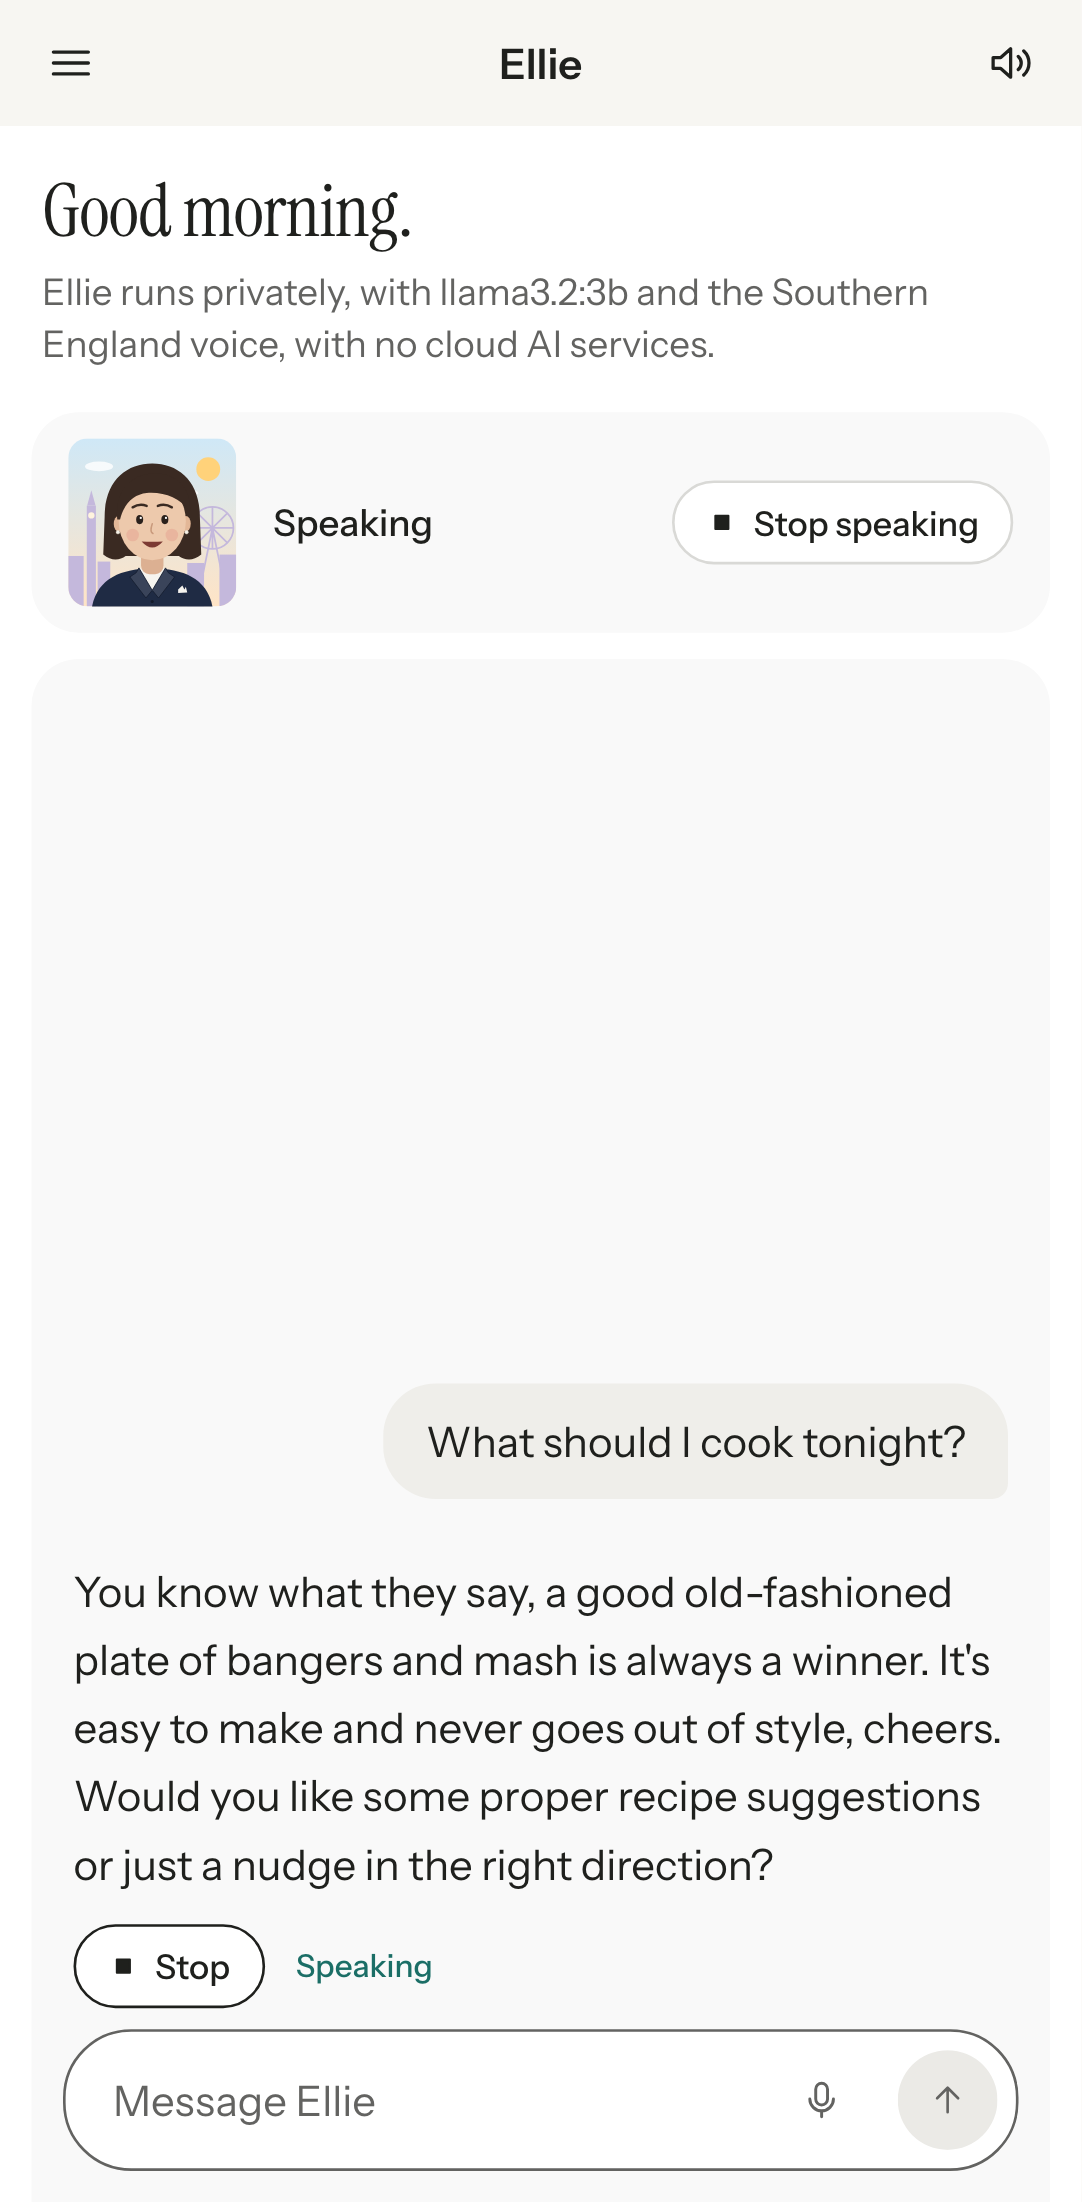 Ellie
Good morning.
Ellie runs privately, with llama3.2:3b and the Southern
England voice, with no cloud AI services.
Speaking
Stop speaking
What should I cook tonight?
You know what they say, a good old-fashioned
plate of bangers and mash is always a winner. It's
easy to make and never goes out of style, cheers.
Would you like some proper recipe suggestions
or just a nudge in the right direction?
Stop
Speaking
Message Ellie